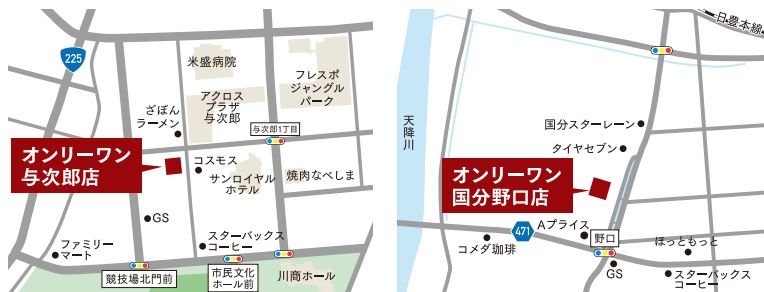 225
米盛病院
フレスポ
ジャングル
パーク
アクロス
プラザ
与次郎
ざぼん
ラーメン
与次郎1丁目
オンリーワン
与次郎店
コスモス
サンロイヤル
ホテル
焼肉なべしま
GS
スターバックス
コーヒー
ファミリー
マート
競技場北門前
市民文化
ホール前
川商ホール
日豊本線
天降川
国分スターレーン
タイヤセブン
オンリーワン
国分野口店
471
Aプライス
野口
コメダ珈琲
ほっともっと
GS
スターバックス
コーヒー